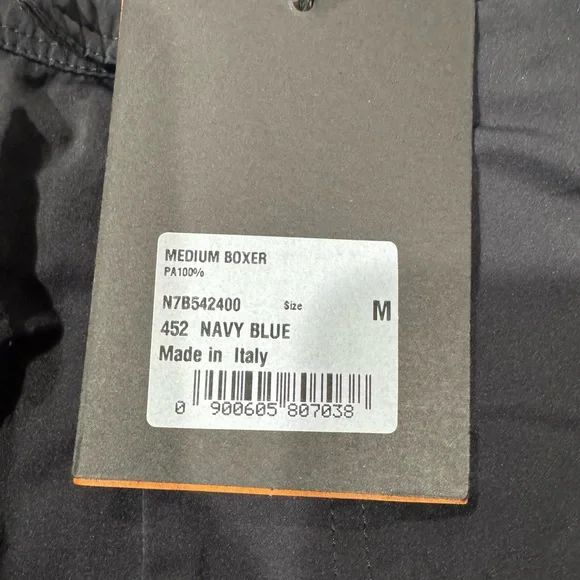 MEDIUM BOXER
PA100%
N7B542400 Size M
452 NAVY BLUE
Made in Italy
0 900605 807038